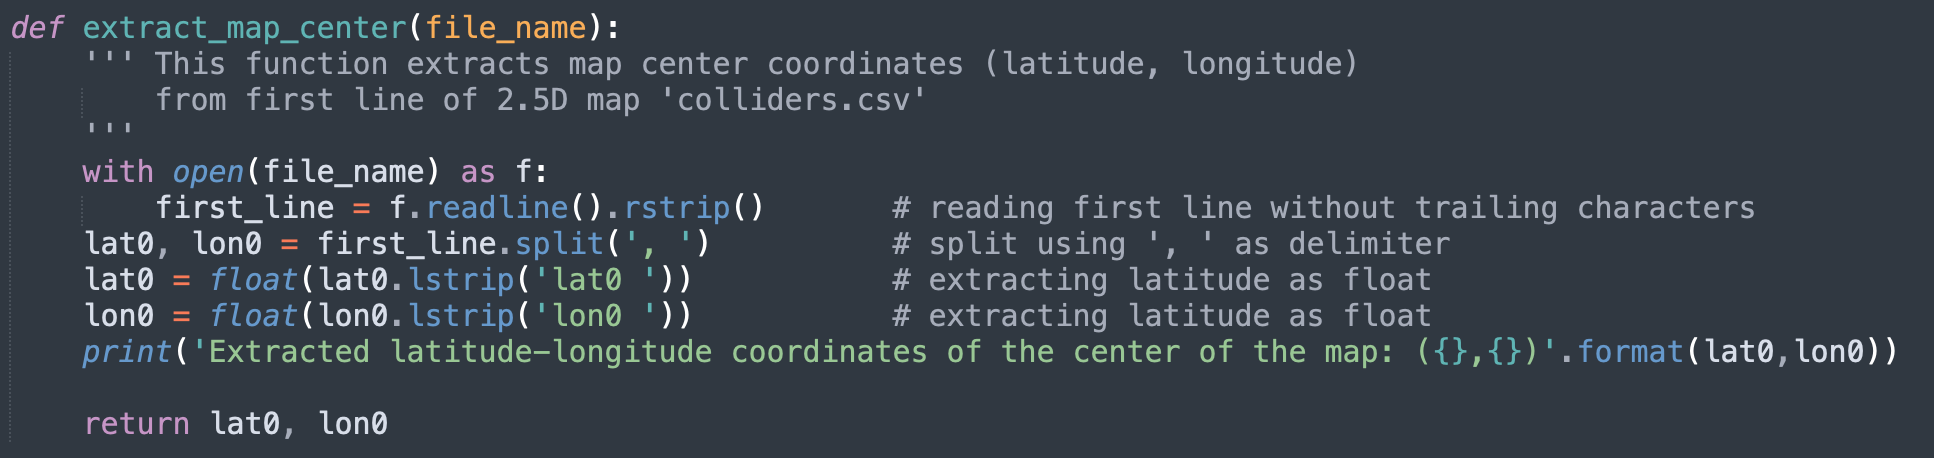 def extract_map_center(file_name):
    ''' This function extracts map center coordinates (latitude, longitude)
        from first line of 2.5D map 'colliders.csv'
    '''
    with open(file_name) as f:
        first_line = f.readline().rstrip()       # reading first line without trailing characters
    lat0, lon0 = first_line.split(', ')          # split using ', ' as delimiter
    lat0 = float(lat0.lstrip('lat0 '))           # extracting latitude as float
    lon0 = float(lon0.lstrip('lon0 '))           # extracting latitude as float
    print('Extracted latitude-longitude coordinates of the center of the map: ({},{})'.format(lat0,lon0))
    return lat0, lon0